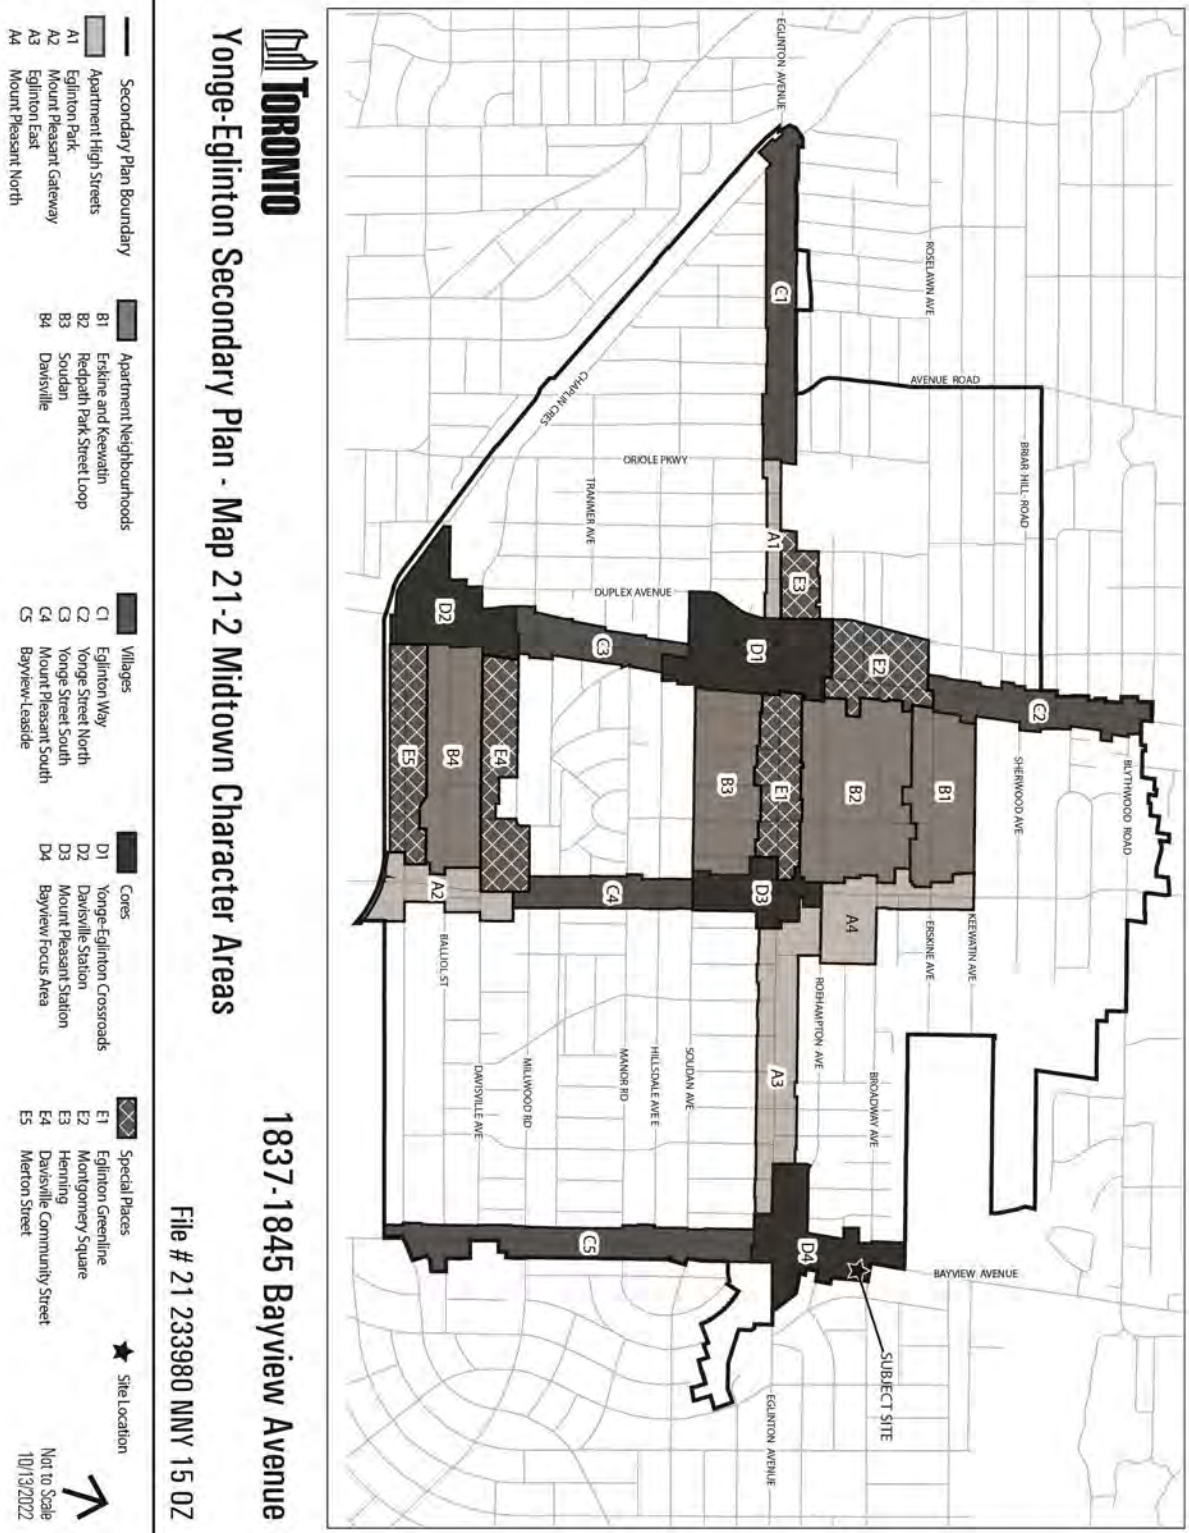 EGLINTON AVENUE
ROSELAWN AVE
AVENUE ROAD
BRIAR HILL ROAD
CHAPLIN CRES
ORIOLE PKWY
TRANMER AVE
DUPLEX AVENUE
SHERWOOD AVE
BLYTHWOOD ROAD
KEEWATIN AVE
ERSKINE AVE
ROEHAMPTON AVE
BROADWAY AVE
SOUDAN AVE
HILLSDALE AVE E
MANOR RD
MILLWOOD RD
DAVISVILLE AVE
BALLIOL ST
BAYVIEW AVENUE
EGLINTON AVENUE
SUBJECT SITE
C1
A1
E3
D2
C3
D1
E2
C2
E5
B4
E4
B3
E1
B2
B1
A2
C4
D3
A4
A3
C5
D4
TORONTO
Yonge-Eglinton Secondary Plan - Map 21-2 Midtown Character Areas
1837-1845 Bayview Avenue
File # 21 233980 NNY 15 OZ
Secondary Plan Boundary
Apartment High Streets
A1 Eglinton Park
A2 Mount Pleasant Gateway
A3 Eglinton East
A4 Mount Pleasant North
Apartment Neighbourhoods
B1 Erskine and Keewatin
B2 Redpath Park Street Loop
B3 Soudan
B4 Davisville
Villages
C1 Eglinton Way
C2 Yonge Street North
C3 Yonge Street South
C4 Mount Pleasant South
C5 Bayview-Leaside
Cores
D1 Yonge-Eglinton Crossroads
D2 Davisville Station
D3 Mount Pleasant Station
D4 Bayview Focus Area
Special Places
E1 Eglinton Greenline
E2 Montgomery Square
E3 Henning
E4 Davisville Community Street
E5 Merton Street
Site Location
Not to Scale
10/13/2022